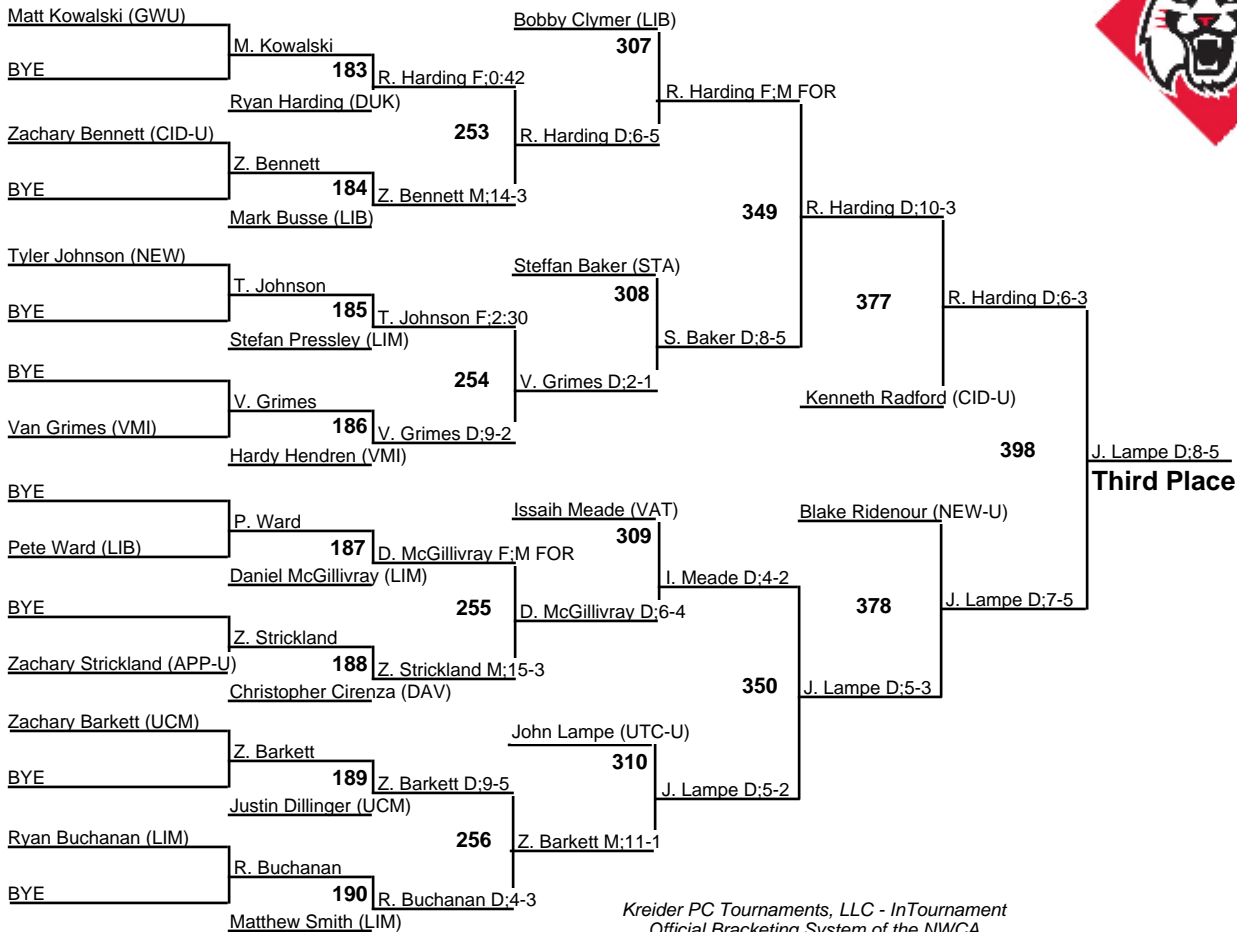 Matt Kowalski (GWU)
BYE
Zachary Bennett (CID-U)
BYE
Tyler Johnson (NEW)
BYE
BYE
Van Grimes (VMI)
BYE
Pete Ward (LIB)
BYE
Zachary Strickland (APP-U)
Zachary Barkett (UCM)
BYE
Ryan Buchanan (LIM)
BYE
M. Kowalski
183
Ryan Harding (DUK)
Z. Bennett
184
Mark Busse (LIB)
T. Johnson
185
Stefan Pressley (LIM)
V. Grimes
186
Hardy Hendren (VMI)
P. Ward
187
Daniel McGillivray (LIM)
Z. Strickland
188
Christopher Cirenza (DAV)
Z. Barkett
189
Justin Dillinger (UCM)
R. Buchanan
190
Matthew Smith (LIM)
R. Harding F;0:42
253
Z. Bennett M;14-3
T. Johnson F;2:30
254
V. Grimes D;9-2
D. McGillivray F;M FOR
255
Z. Strickland M;15-3
Z. Barkett D;9-5
256
R. Buchanan D;4-3
Bobby Clymer (LIB)
307
R. Harding D;6-5
Steffan Baker (STA)
308
V. Grimes D;2-1
Issaih Meade (VAT)
309
D. McGillivray D;6-4
John Lampe (UTC-U)
310
Z. Barkett M;11-1
R. Harding F;M FOR
349
S. Baker D;8-5
I. Meade D;4-2
350
J. Lampe D;5-2
R. Harding D;10-3
377
Kenneth Radford (CID-U)
Blake Ridenour (NEW-U)
378
J. Lampe D;5-3
R. Harding D;6-3
398
J. Lampe D;7-5
J. Lampe D;8-5
Third Place
Kreider PC Tournaments, LLC - InTournament
Official Bracketing System of the NWCA